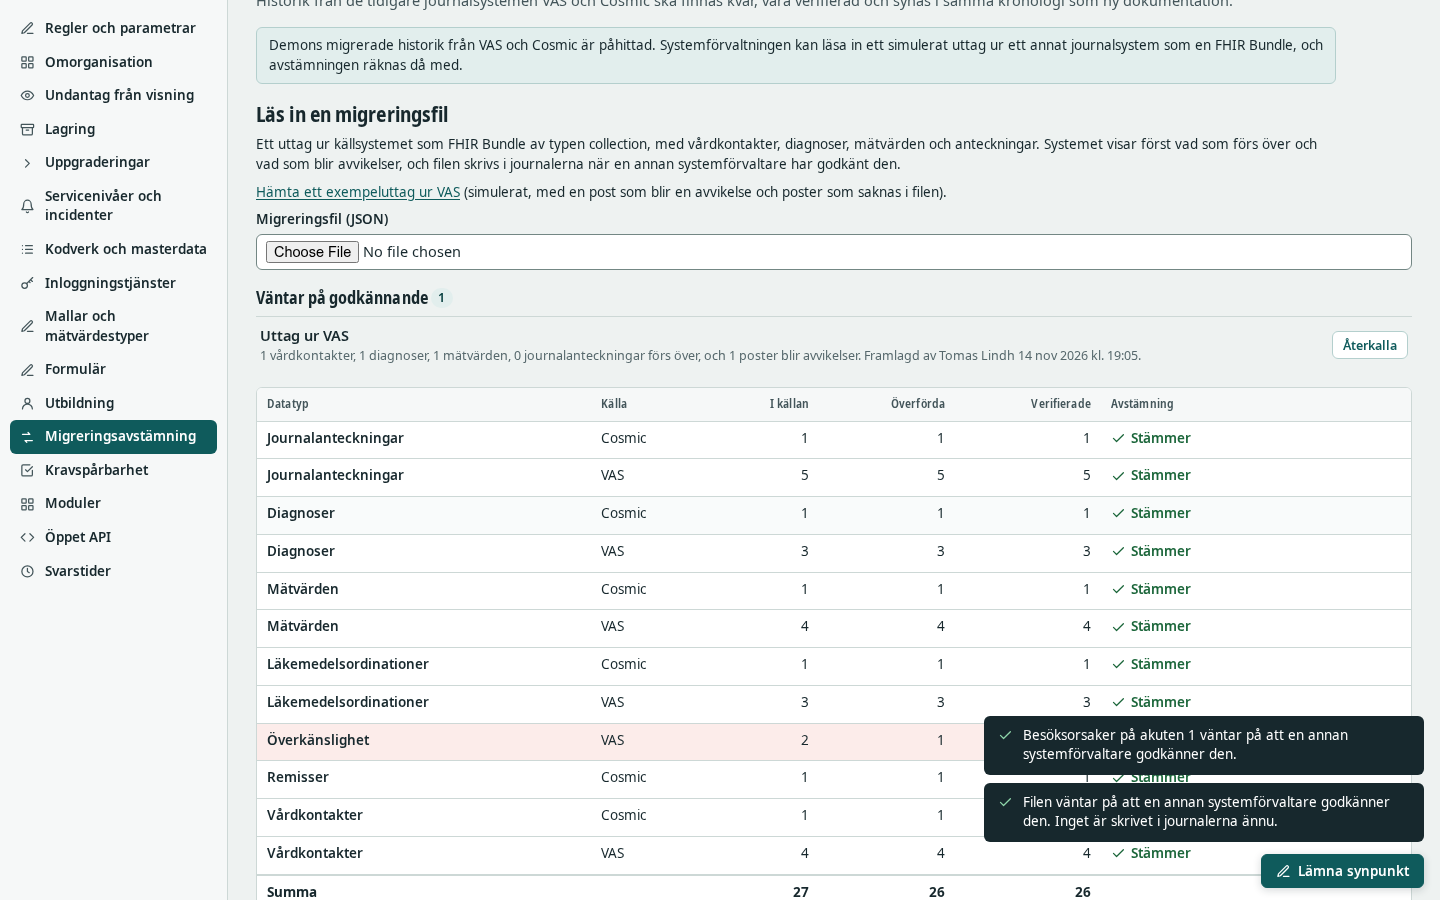 Historik från de tidigare journalsystemen VAS och Cosmic ska finnas kvar, vara verifierad och synas i samma kronologi som ny dokumentation.
Regler och parametrar
Omorganisation
Undantag från visning
Lagring
Uppgraderingar
Servicenivåer och
incidenter
Kodverk och masterdata
Inloggningstjänster
Mallar och
mätvärdestyper
Formulär
Utbildning
Migreringsavstämning
Kravspårbarhet
Moduler
Öppet API
Svarstider
Demons migrerade historik från VAS och Cosmic är påhittad. Systemförvaltningen kan läsa in ett simulerat uttag ur ett annat journalsystem som en FHIR Bundle, och
avstämningen räknas då med.
Läs in en migreringsfil
Ett uttag ur källsystemet som FHIR Bundle av typen collection, med vårdkontakter, diagnoser, mätvärden och anteckningar. Systemet visar först vad som förs över och
vad som blir avvikelser, och filen skrivs i journalerna när en annan systemförvaltare har godkänt den.
Hämta ett exempeluttag ur VAS (simulerat, med en post som blir en avvikelse och poster som saknas i filen).
Migreringsfil (JSON)
Choose File No file chosen
Väntar på godkännande 1
Uttag ur VAS
1 vårdkontakter, 1 diagnoser, 1 mätvärden, 0 journalanteckningar förs över, och 1 poster blir avvikelser. Framlagd av Tomas Lindh 14 nov 2026 kl. 19:05.
Återkalla
Datatyp Källa I källan Överförda Verifierade Avstämning
Journalanteckningar Cosmic 1 1 1 Stämmer
Journalanteckningar VAS 5 5 5 Stämmer
Diagnoser Cosmic 1 1 1 Stämmer
Diagnoser VAS 3 3 3 Stämmer
Mätvärden Cosmic 1 1 1 Stämmer
Mätvärden VAS 4 4 4 Stämmer
Läkemedelsordinationer Cosmic 1 1 1 Stämmer
Läkemedelsordinationer VAS 3 3 3 Stämmer
Överkänslighet VAS 2 1
Remisser Cosmic 1 1 1 Stämmer
Vårdkontakter Cosmic 1 1
Vårdkontakter VAS 4 4 4 Stämmer
Summa 27 26 26
Besöksorsaker på akuten 1 väntar på att en annan
systemförvaltare godkänner den.
Filen väntar på att en annan systemförvaltare godkänner
den. Inget är skrivet i journalerna ännu.
Lämna synpunkt